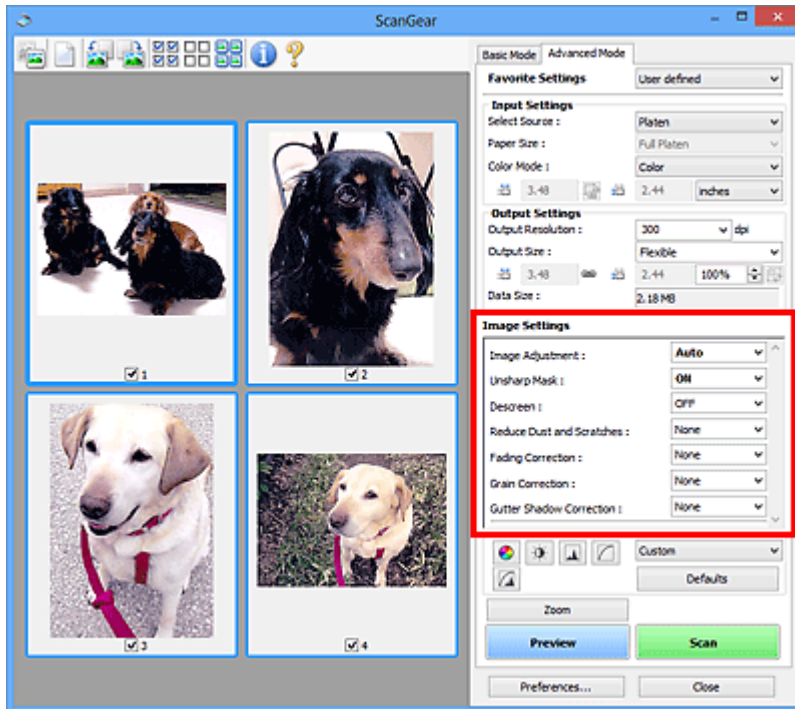 ScanGear
Basic Mode Advanced Mode
Favorite Settings User defined
Input Settings
Select Source : Platen
Paper Size : Full Platen
Color Mode : Color
3.48 2.44 inches
Output Settings
Output Resolution : 300 dpi
Output Size : Flexible
3.48 2.44 100%
Data Size : 2.18 MB
Image Settings
Image Adjustment : Auto
Unsharp Mask : ON
Descreen : OFF
Reduce Dust and Scratches : None
Fading Correction : None
Grain Correction : None
Gutter Shadow Correction : None
Custom
Defaults
Zoom
Preview Scan
Preferences... Close
1
2
3
4